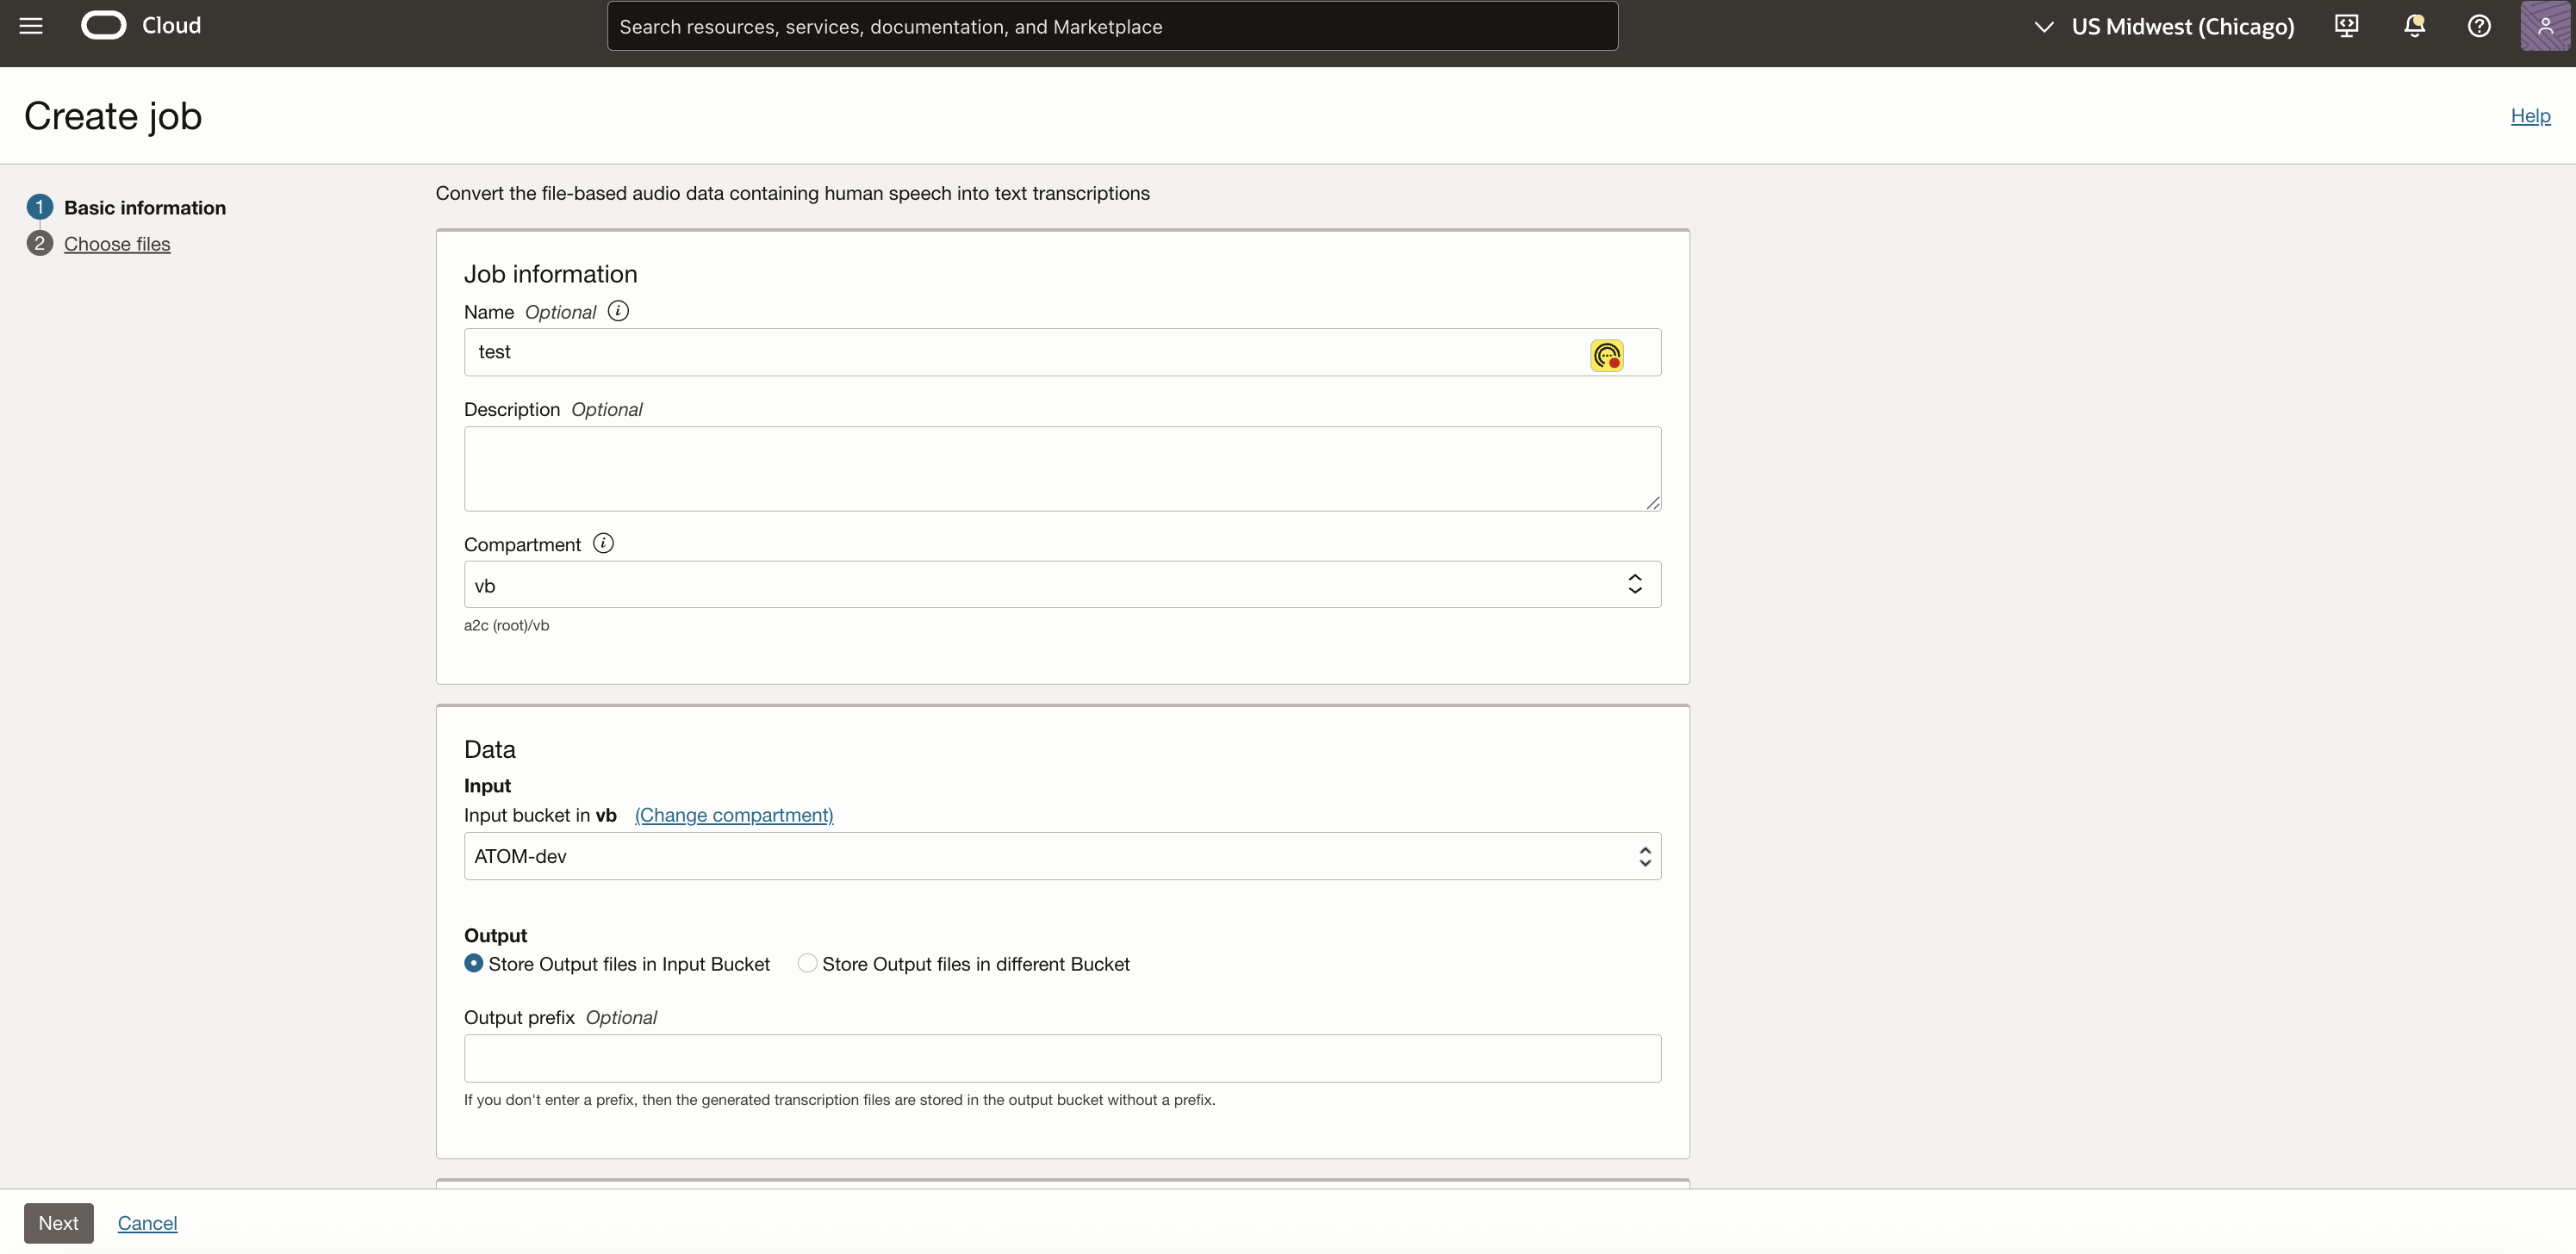 Cloud
Search resources, services, documentation, and Marketplace
US Midwest (Chicago)
Create job
Help
1 Basic information
2 Choose files
Convert the file-based audio data containing human speech into text transcriptions
Job information
Name Optional
test
Description Optional
Compartment
vb
a2c (root)/vb
Data
Input
Input bucket in vb (Change compartment)
ATOM-dev
Output
Store Output files in Input Bucket Store Output files in different Bucket
Output prefix Optional
If you don't enter a prefix, then the generated transcription files are stored in the output bucket without a prefix.
Next Cancel